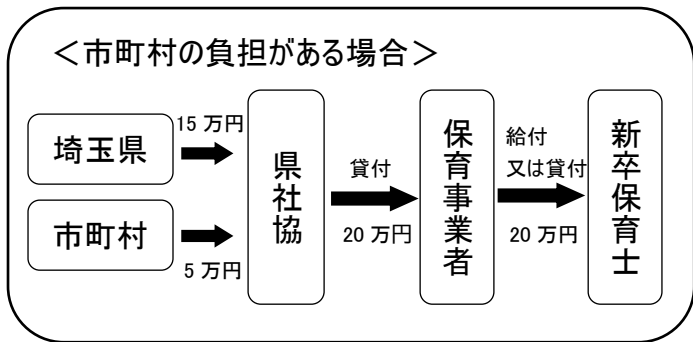 ＜市町村の負担がある場合＞
埼玉県
15 万円
市町村
5 万円
県社協
貸付
20 万円
保育事業者
給付
又は貸付
20 万円
新卒保育士